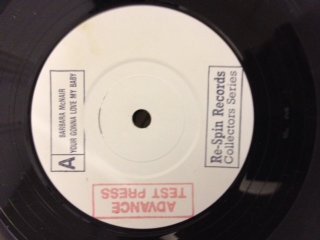 Re-Spin Records
Collectors Series
A
BARBARA McNAIR
YOUR GONNA LOVE MY BABY
ADVANCE
TEST PRESS